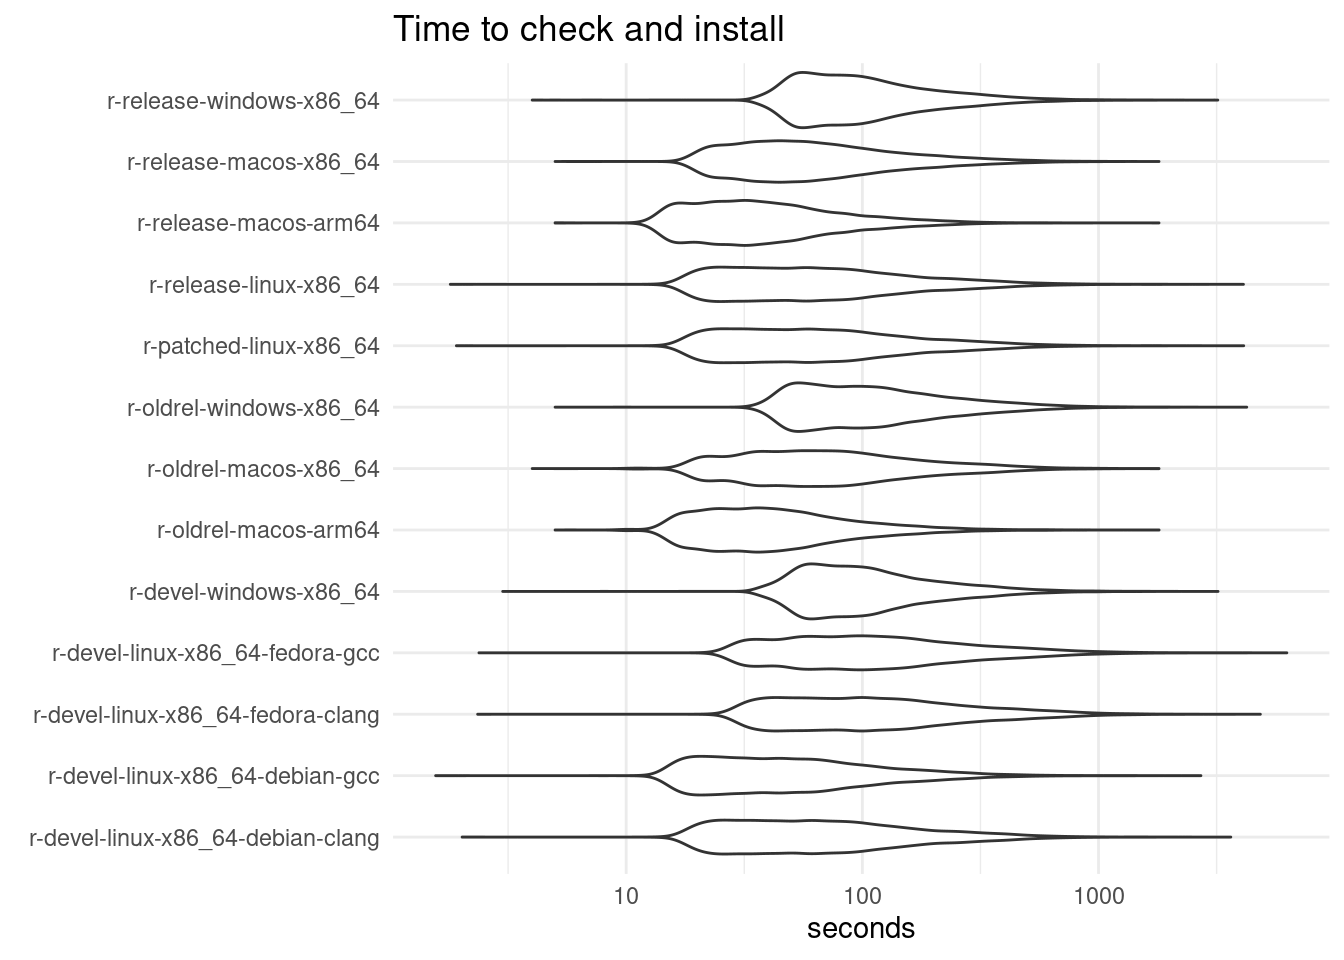 Time to check and install
r-release-windows-x86_64
r-release-macos-x86_64
r-release-macos-arm64
r-release-linux-x86_64
r-patched-linux-x86_64
r-oldrel-windows-x86_64
r-oldrel-macos-x86_64
r-oldrel-macos-arm64
r-devel-windows-x86_64
r-devel-linux-x86_64-fedora-gcc
r-devel-linux-x86_64-fedora-clang
r-devel-linux-x86_64-debian-gcc
r-devel-linux-x86_64-debian-clang
10 100 1000
seconds